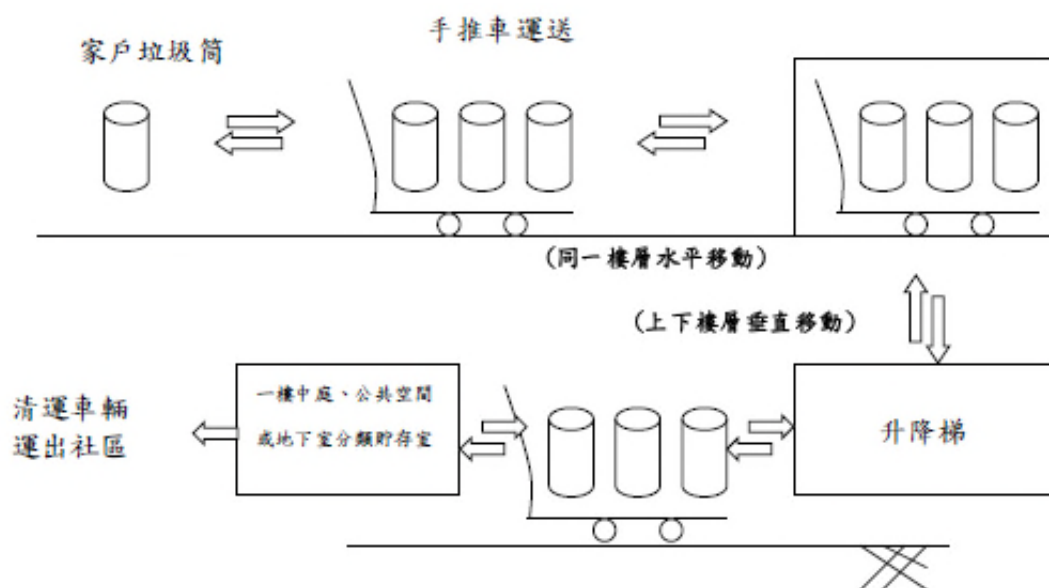 手推車運送
家戶垃圾筒
(同一樓層水平移動)
(上下樓層垂直移動)
一樓中庭、公共空間
或地下室分類貯存室
清運車輛
運出社區
升降梯